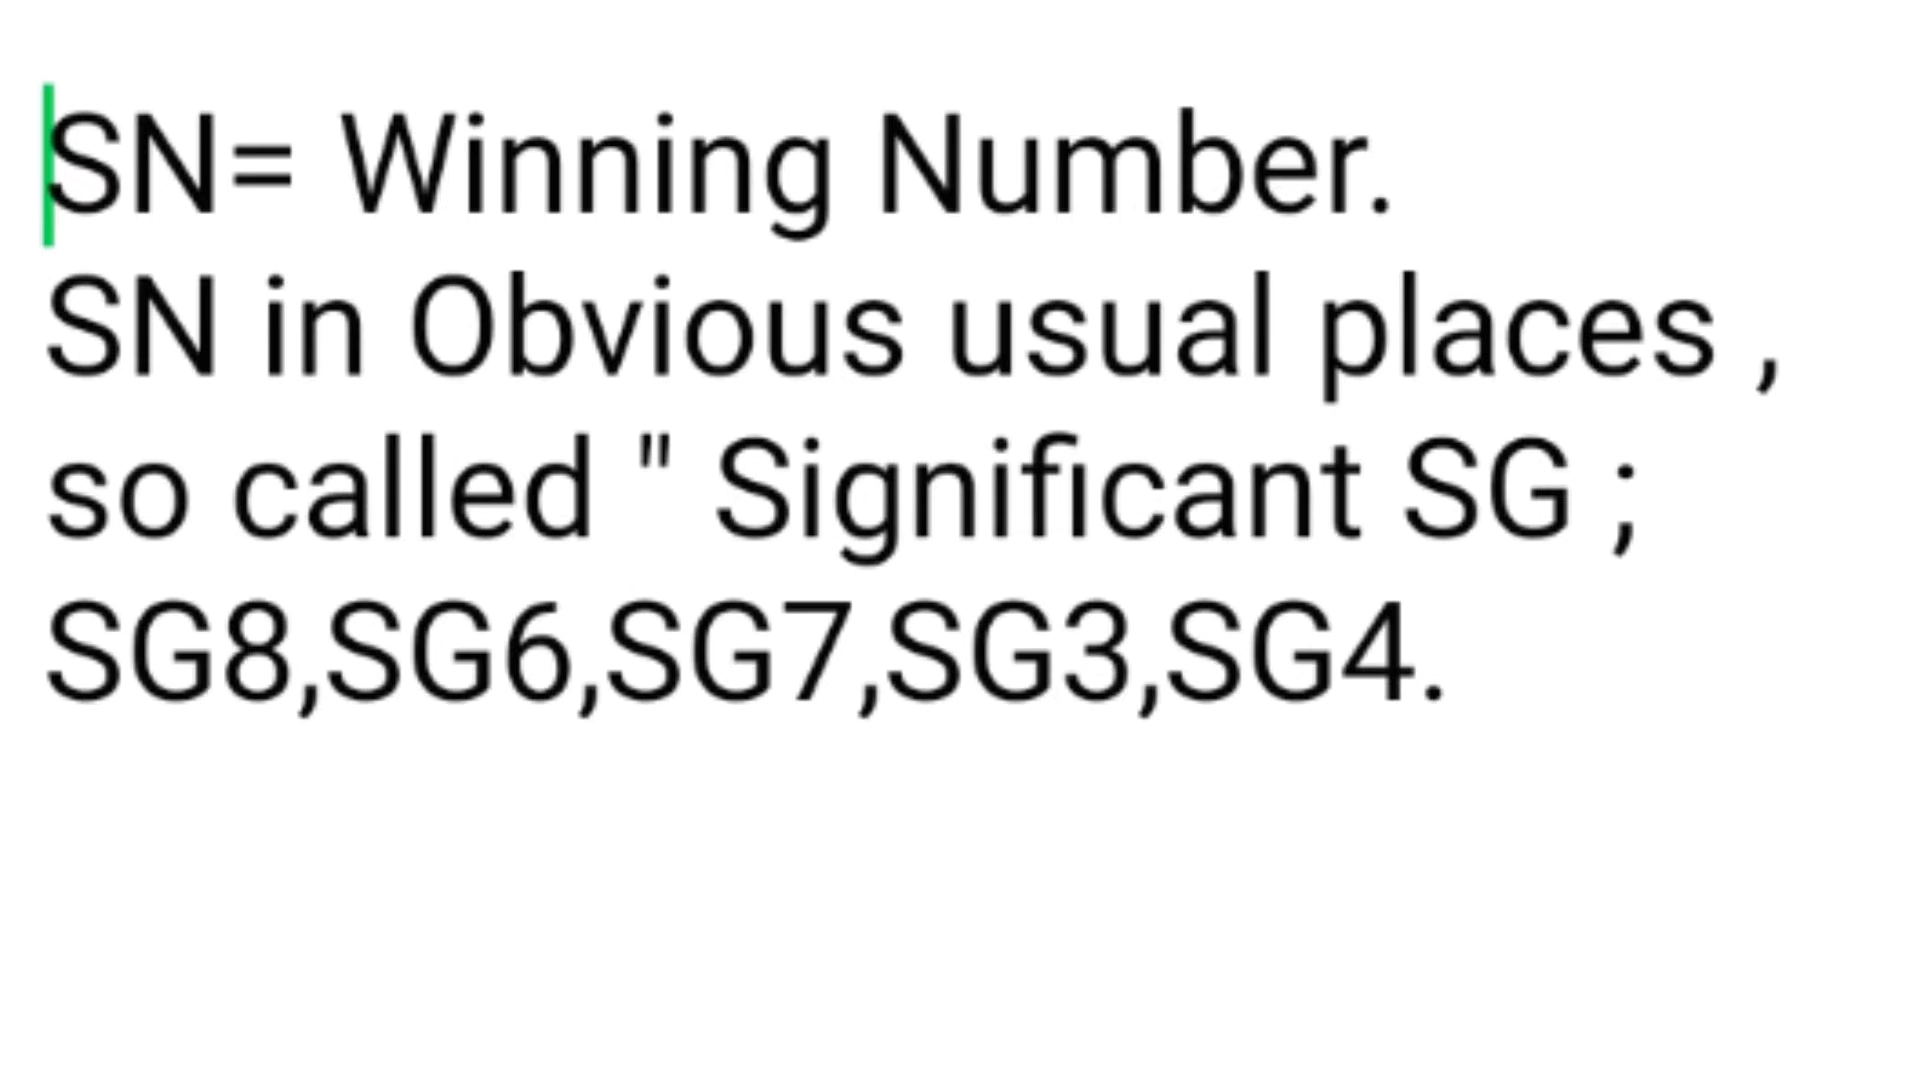 SN= Winning Number.
SN in Obvious usual places ,
so called " Significant SG ;
SG8,SG6,SG7,SG3,SG4.